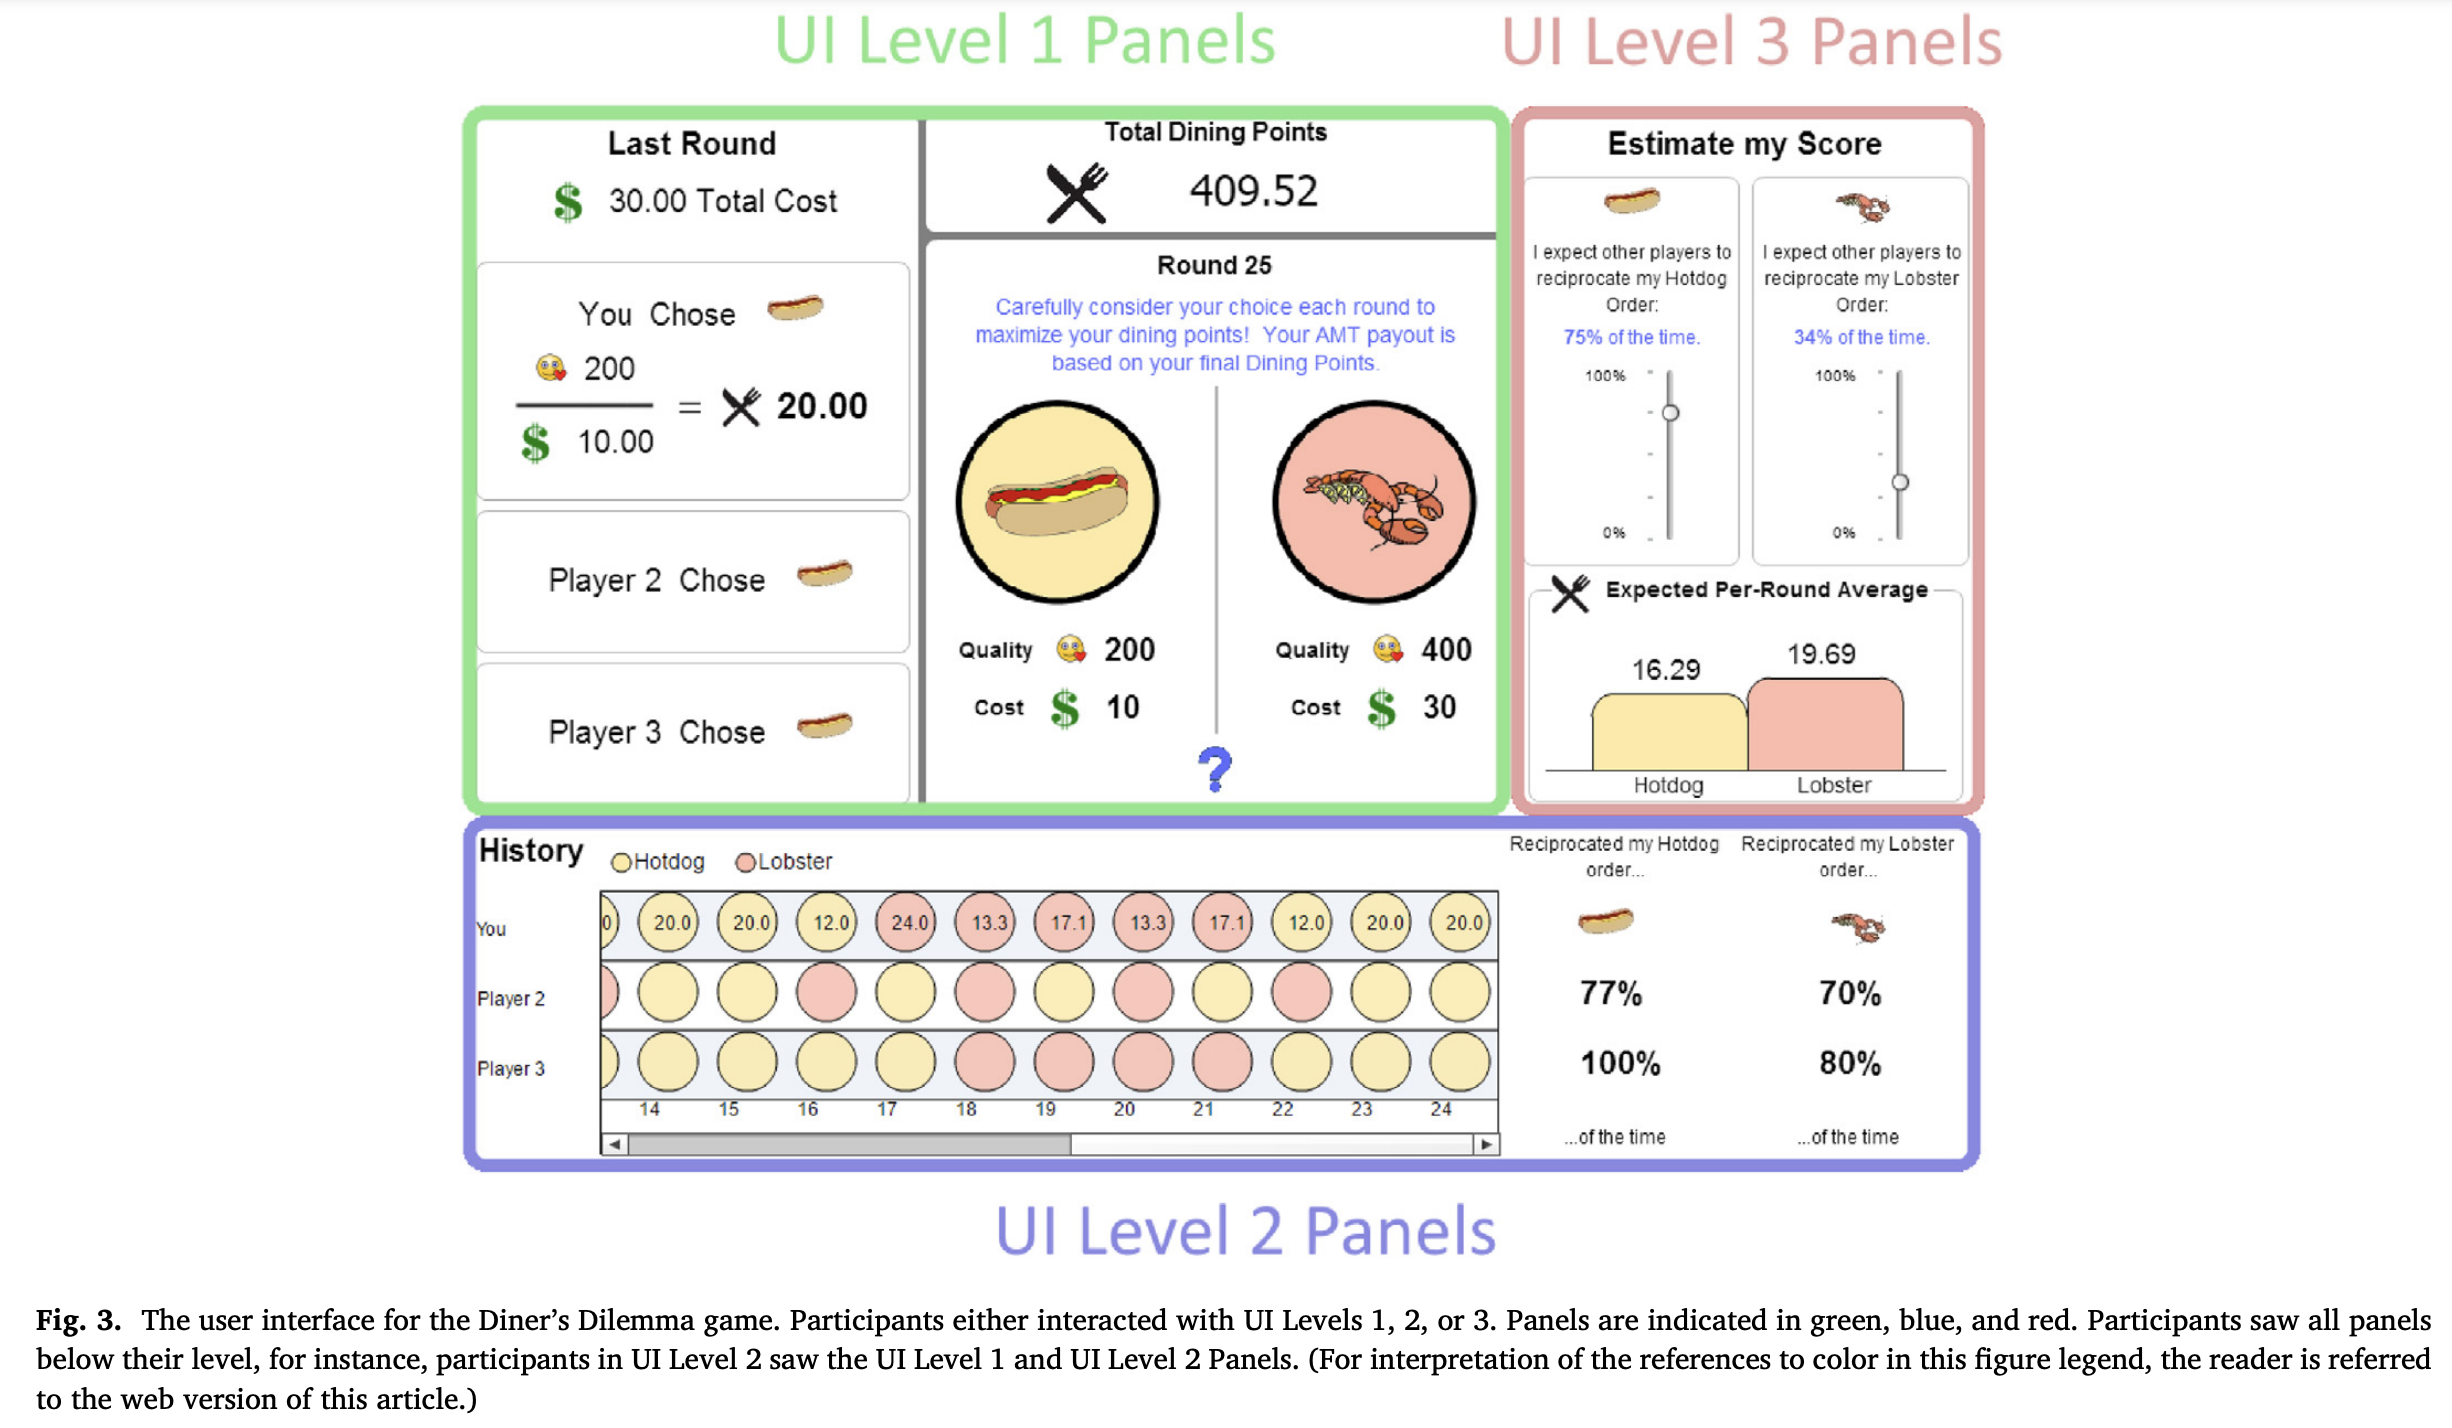 UI Level 1 Panels
UI Level 3 Panels
Last Round
$ 30.00 Total Cost
You Chose
200
$ 10.00
= 20.00
Player 2 Chose
Player 3 Chose
Total Dining Points
409.52
Round 25
Carefully consider your choice each round to
maximize your dining points! Your AMT payout is
based on your final Dining Points.
Quality 200
Cost $ 10
Quality 400
Cost $ 30
?
Estimate my Score
I expect other players to
reciprocate my Hotdog
Order:
75% of the time.
100%
0%
I expect other players to
reciprocate my Lobster
Order:
34% of the time.
100%
0%
Expected Per-Round Average
16.29
19.69
Hotdog
Lobster
History
Hotdog
Lobster
You 0 20.0 20.0 12.0 24.0 13.3 17.1 13.3 17.1 12.0 20.0 20.0
Player 2
Player 3
14 15 16 17 18 19 20 21 22 23 24
Reciprocated my Hotdog
order...
77%
100%
...of the time
Reciprocated my Lobster
order...
70%
80%
...of the time
UI Level 2 Panels
Fig. 3. The user interface for the Diner’s Dilemma game. Participants either interacted with UI Levels 1, 2, or 3. Panels are indicated in green, blue, and red. Participants saw all panels
below their level, for instance, participants in UI Level 2 saw the UI Level 1 and UI Level 2 Panels. (For interpretation of the references to color in this figure legend, the reader is referred
to the web version of this article.)